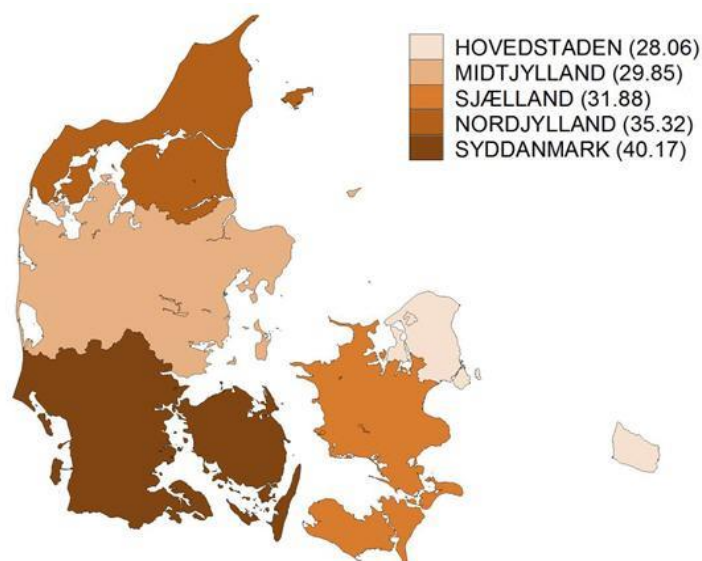 HOVEDSTADEN (28.06)
MIDTJYLLAND (29.85)
SJÆLLAND (31.88)
NORDJYLLAND (35.32)
SYDDANMARK (40.17)